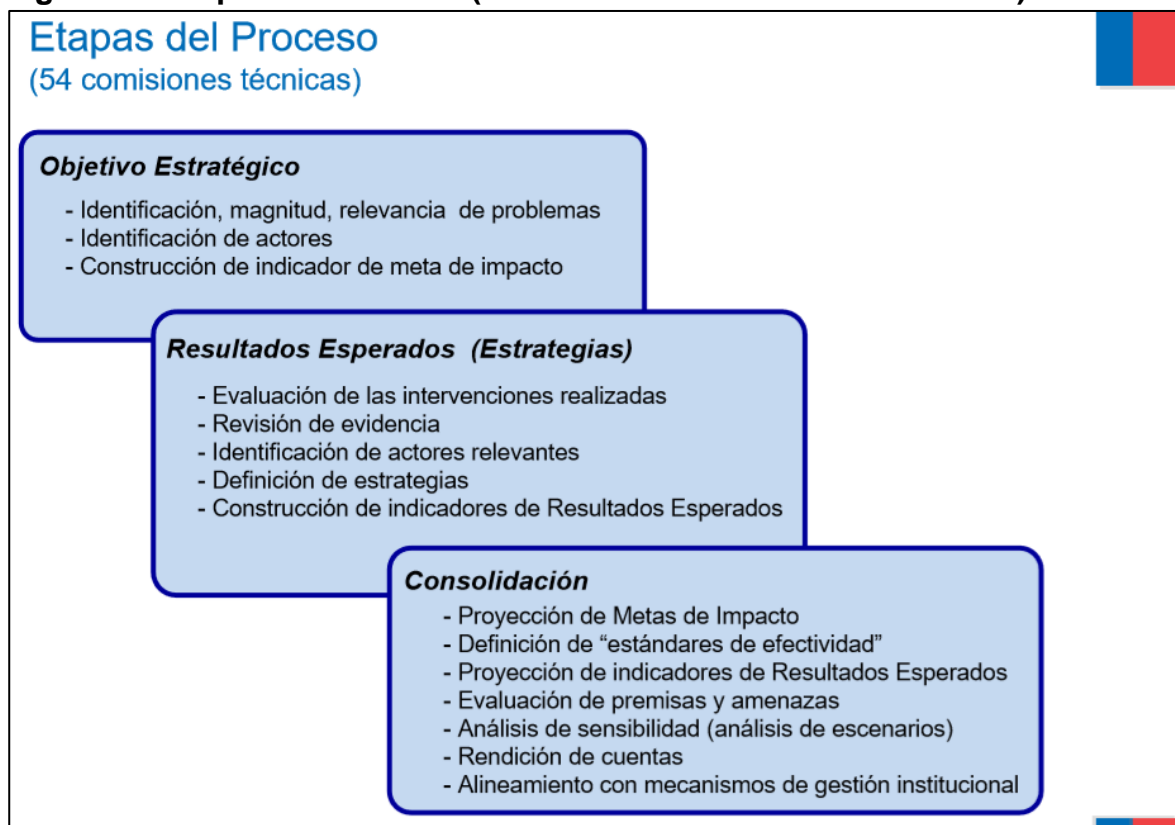 Etapas del Proceso
(54 comisiones técnicas)
Objetivo Estratégico
- Identificación, magnitud, relevancia de problemas
- Identificación de actores
- Construcción de indicador de meta de impacto
Resultados Esperados (Estrategias)
- Evaluación de las intervenciones realizadas
- Revisión de evidencia
- Identificación de actores relevantes
- Definición de estrategias
- Construcción de indicadores de Resultados Esperados
Consolidación
- Proyección de Metas de Impacto
- Definición de “estándares de efectividad”
- Proyección de indicadores de Resultados Esperados
- Evaluación de premisas y amenazas
- Análisis de sensibilidad (análisis de escenarios)
- Rendición de cuentas
- Alineamiento con mecanismos de gestión institucional